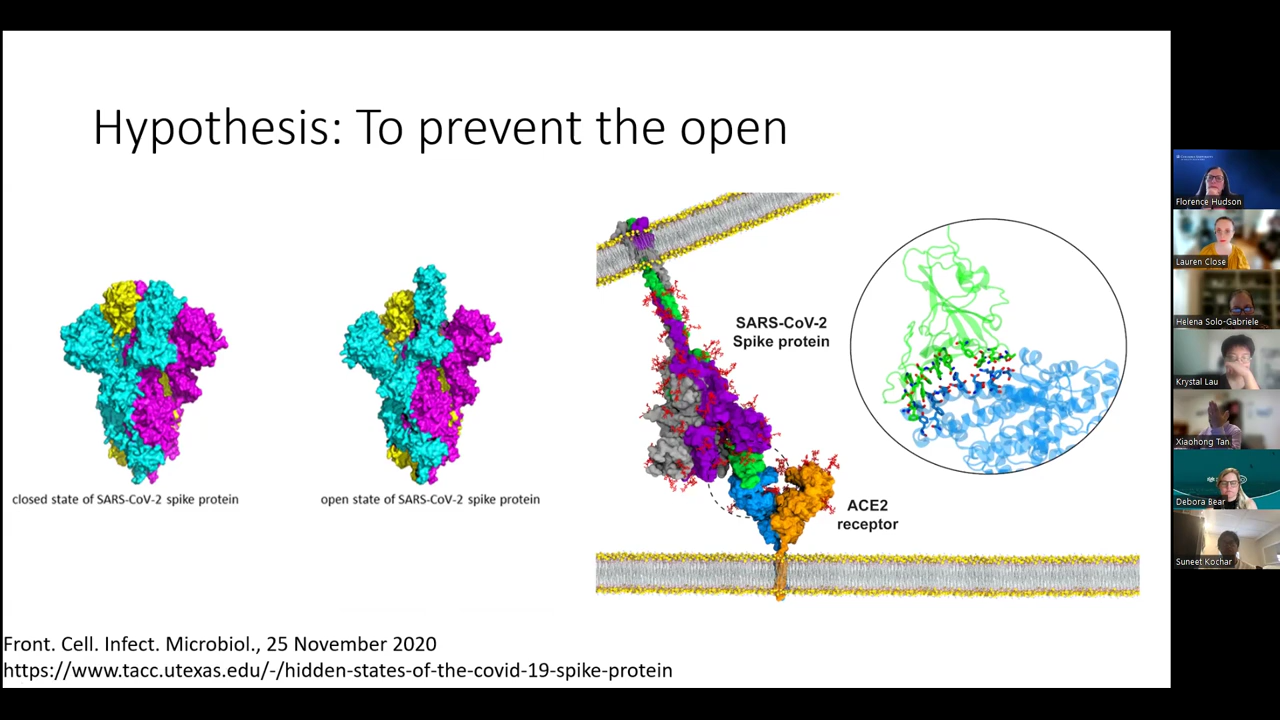 Hypothesis: To prevent the open
closed state of SARS-CoV-2 spike protein
open state of SARS-CoV-2 spike protein
SARS-CoV-2
Spike protein
ACE2
receptor
Front. Cell. Infect. Microbiol., 25 November 2020
https://www.tacc.utexas.edu/-/hidden-states-of-the-covid-19-spike-protein
Florence Hudson
Lauren Close
Helena Solo-Gabriele
Krystal Lau
Xiaohong Tan
Debora Bear
Suneet Kochar